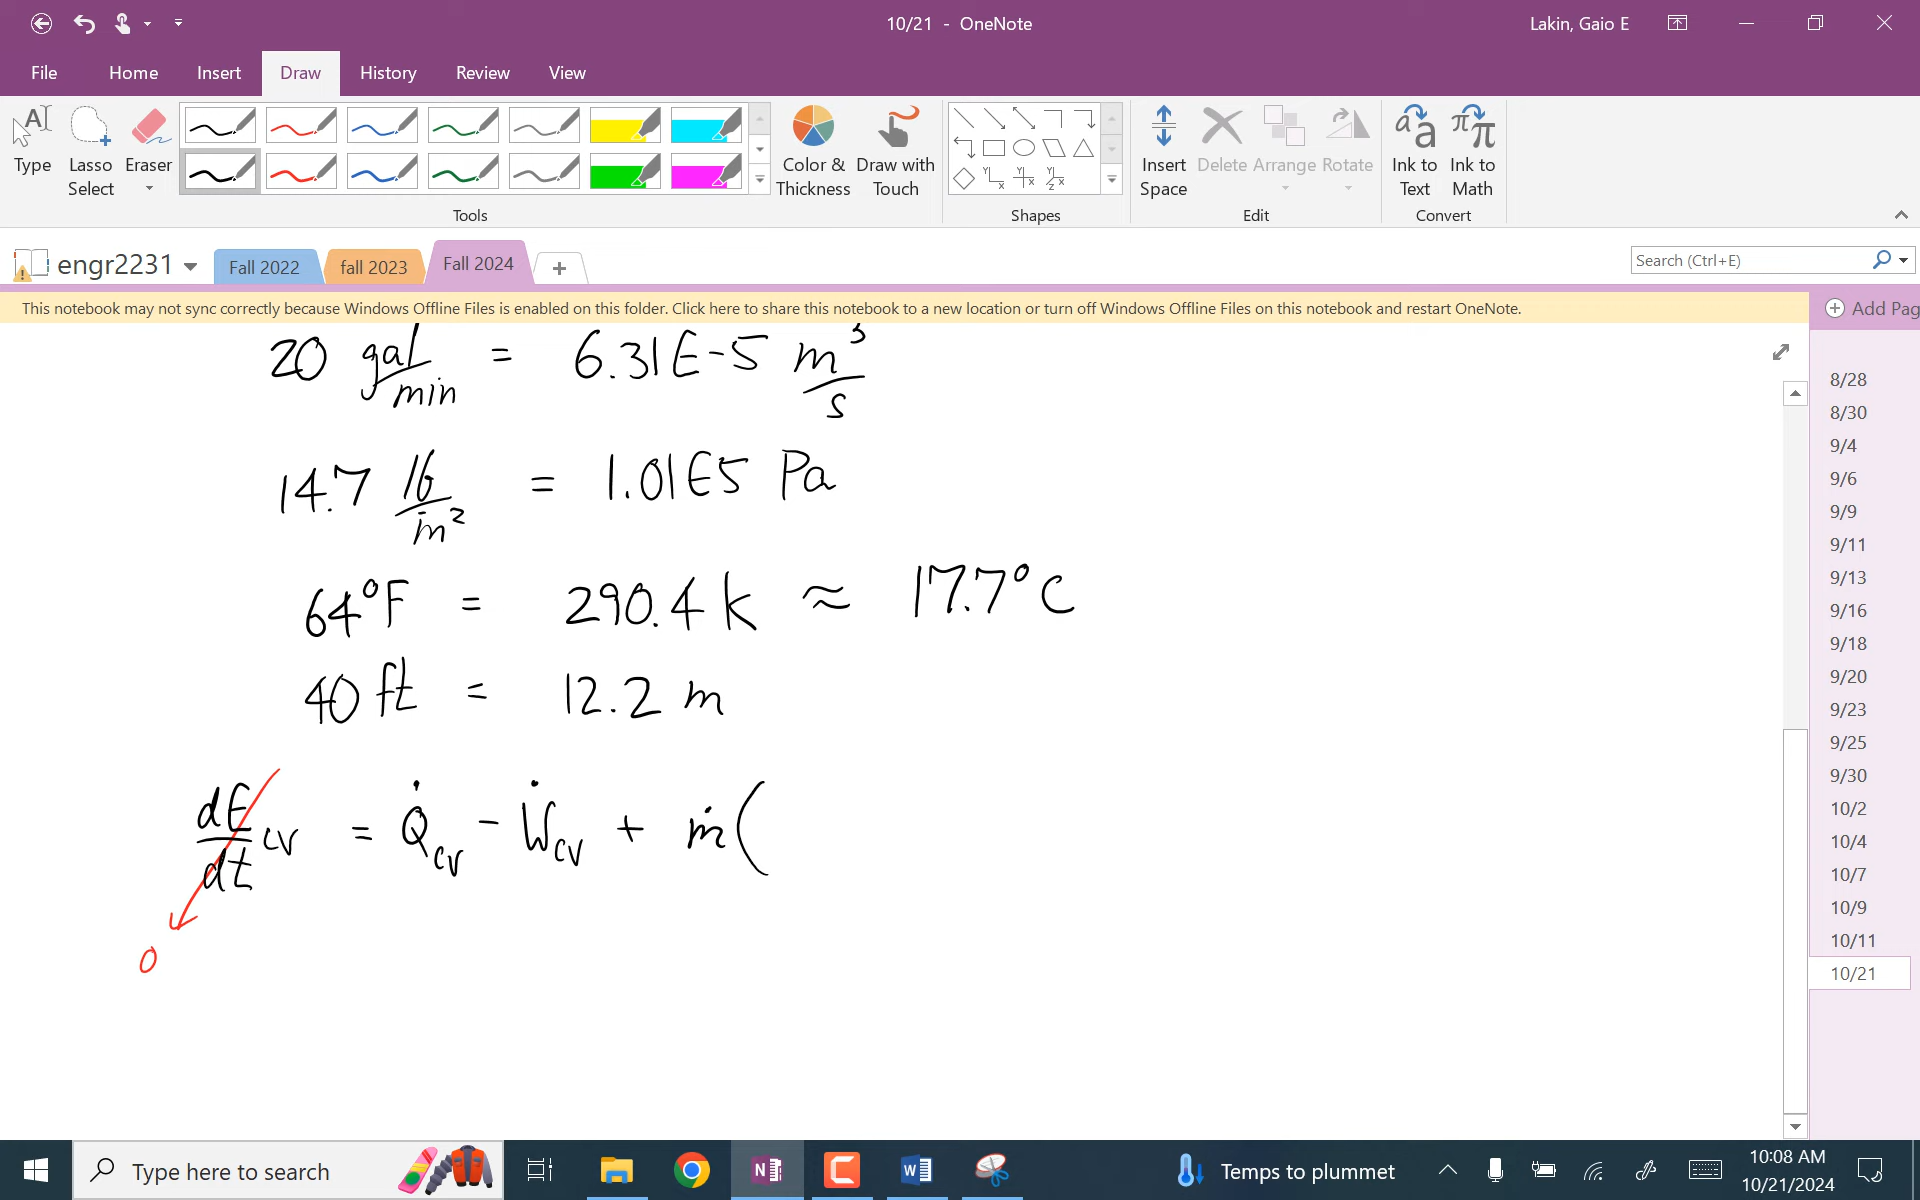 10/21 - OneNote
Lakin, Gaio E
File Home Insert Draw History Review View
Type
Lasso Select
Eraser
Color & Thickness
Draw with Touch
Insert Space
Delete
Arrange
Rotate
Ink to Text
Ink to Math
Tools
Shapes
Edit
Convert
engr2231
Fall 2022
fall 2023
Fall 2024
Search (Ctrl+E)
This notebook may not sync correctly because Windows Offline Files is enabled on this folder. Click here to share this notebook to a new location or turn off Windows Offline Files on this notebook and restart OneNote.
Add Pag
20 gal/min = 6.31E-5 m³/s
14.7 lb/in² = 1.01E5 Pa
64°F = 290.4 K ≈ 17.7°C
40 ft = 12.2 m
dE/dt cv = Q̇cv - Ẇcv + ṁ(
0
8/28
8/30
9/4
9/6
9/9
9/11
9/13
9/16
9/18
9/20
9/23
9/25
9/30
10/2
10/4
10/7
10/9
10/11
10/21
Type here to search
Temps to plummet
10:08 AM
10/21/2024